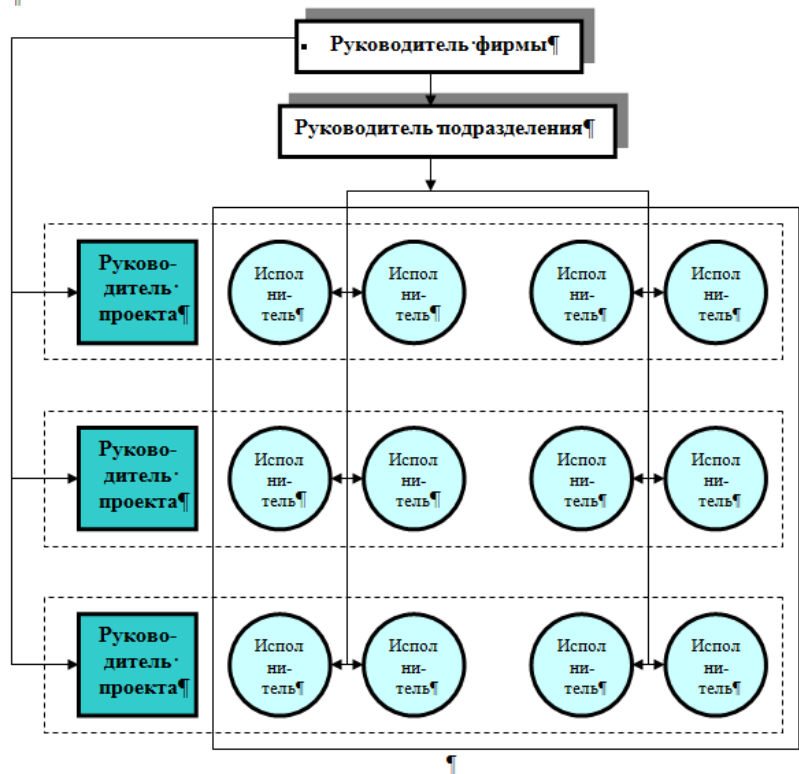 ¶
▪ Руководитель·фирмы¶
Руководитель·подразделения¶
Руково-
дитель·
проекта¶
Испол
ни-
тель¶
Испол
ни-
тель¶
Испол
ни-
тель¶
Испол
ни-
тель¶
Руково-
дитель·
проекта¶
Испол
ни-
тель¶
Испол
ни-
тель¶
Испол
ни-
тель¶
Испол
ни-
тель¶
Руково-
дитель·
проекта¶
Испол
ни-
тель¶
Испол
ни-
тель¶
Испол
ни-
тель¶
Испол
ни-
тель¶
¶